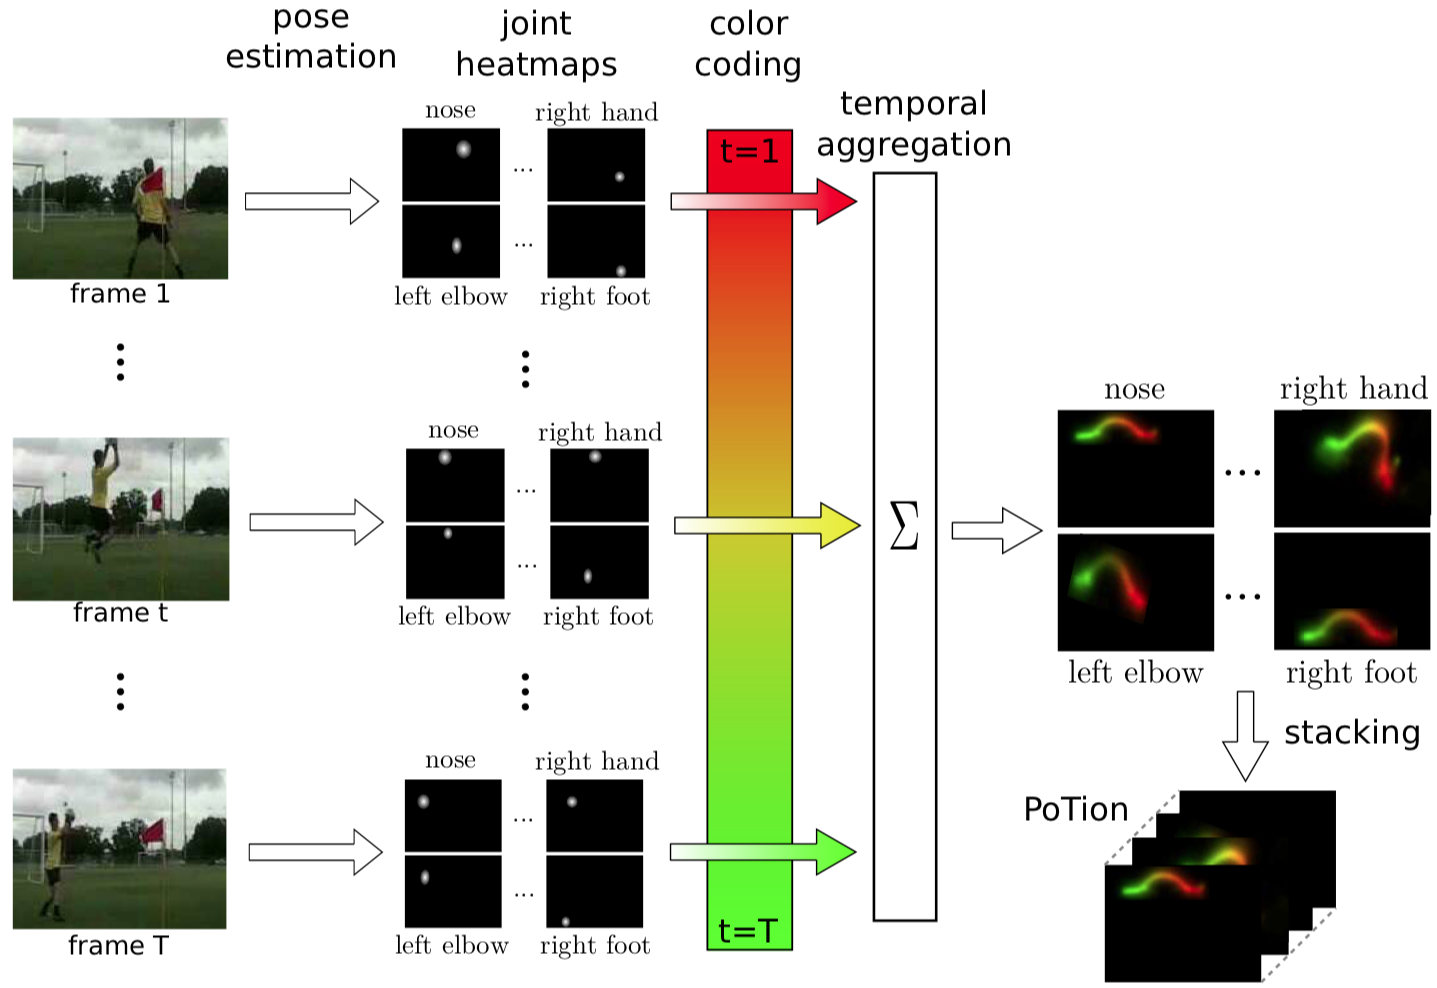 pose
estimation
joint
heatmaps
color
coding
temporal
aggregation
nose
right hand
...
...
left elbow
right foot
frame 1
t=1
nose
right hand
...
...
left elbow
right foot
frame t
Σ
nose
right hand
...
...
left elbow
right foot
frame T
t=T
nose
right hand
...
...
left elbow
right foot
stacking
PoTion